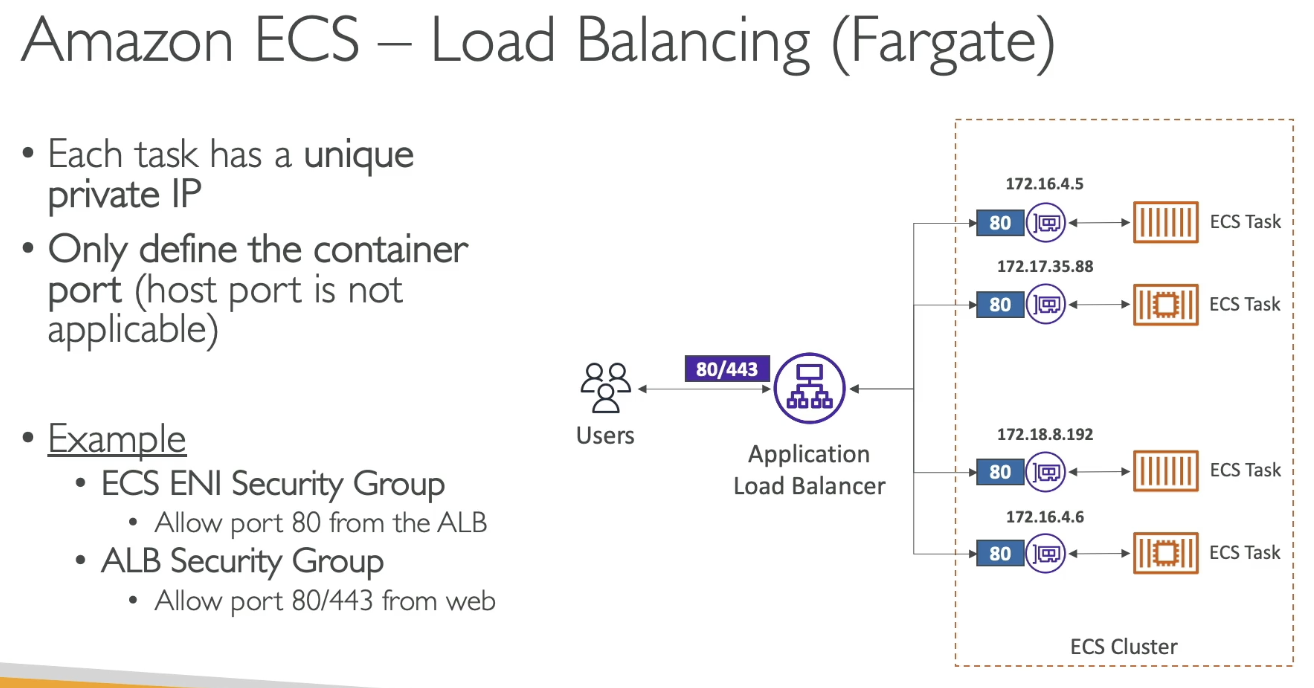 Amazon ECS – Load Balancing (Fargate)
• Each task has a unique
private IP
• Only define the container
port (host port is not
applicable)
• Example
• ECS ENI Security Group
• Allow port 80 from the ALB
• ALB Security Group
• Allow port 80/443 from web
Users
80/443
Application
Load Balancer
172.16.4.5
80
ECS Task
172.17.35.88
80
ECS Task
172.18.8.192
80
ECS Task
172.16.4.6
80
ECS Task
ECS Cluster